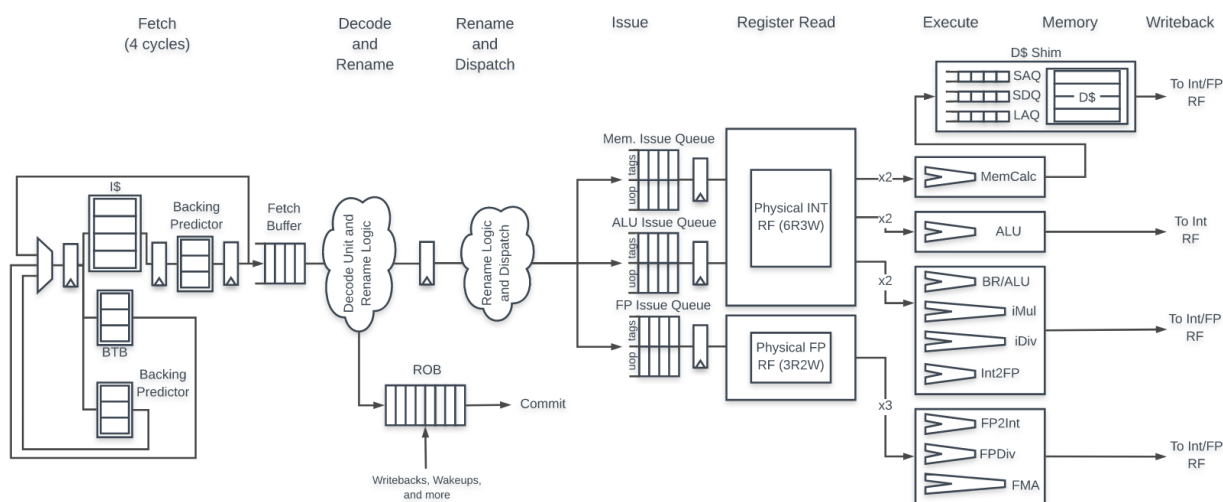 Fetch
(4 cycles)
Decode
and
Rename
Rename
and
Dispatch
Issue
Register Read
Execute
Memory
Writeback
D$ Shim
SAQ
SDQ
LAQ
D$
To Int/FP
RF
Mem. Issue Queue
uop tags
x2
MemCalc
I$
Backing
Predictor
Fetch
Buffer
Decode Unit and
Rename Logic
Rename Logic
and Dispatch
ALU Issue Queue
uop tags
Physical INT
RF (6R3W)
x2
ALU
To Int
RF
BTB
Backing
Predictor
x2
BR/ALU
iMul
iDiv
Int2FP
To Int/FP
RF
FP Issue Queue
uop tags
Physical FP
RF (3R2W)
ROB
Commit
Writebacks, Wakeups,
and more
x3
FP2Int
FPDiv
FMA
To Int/FP
RF